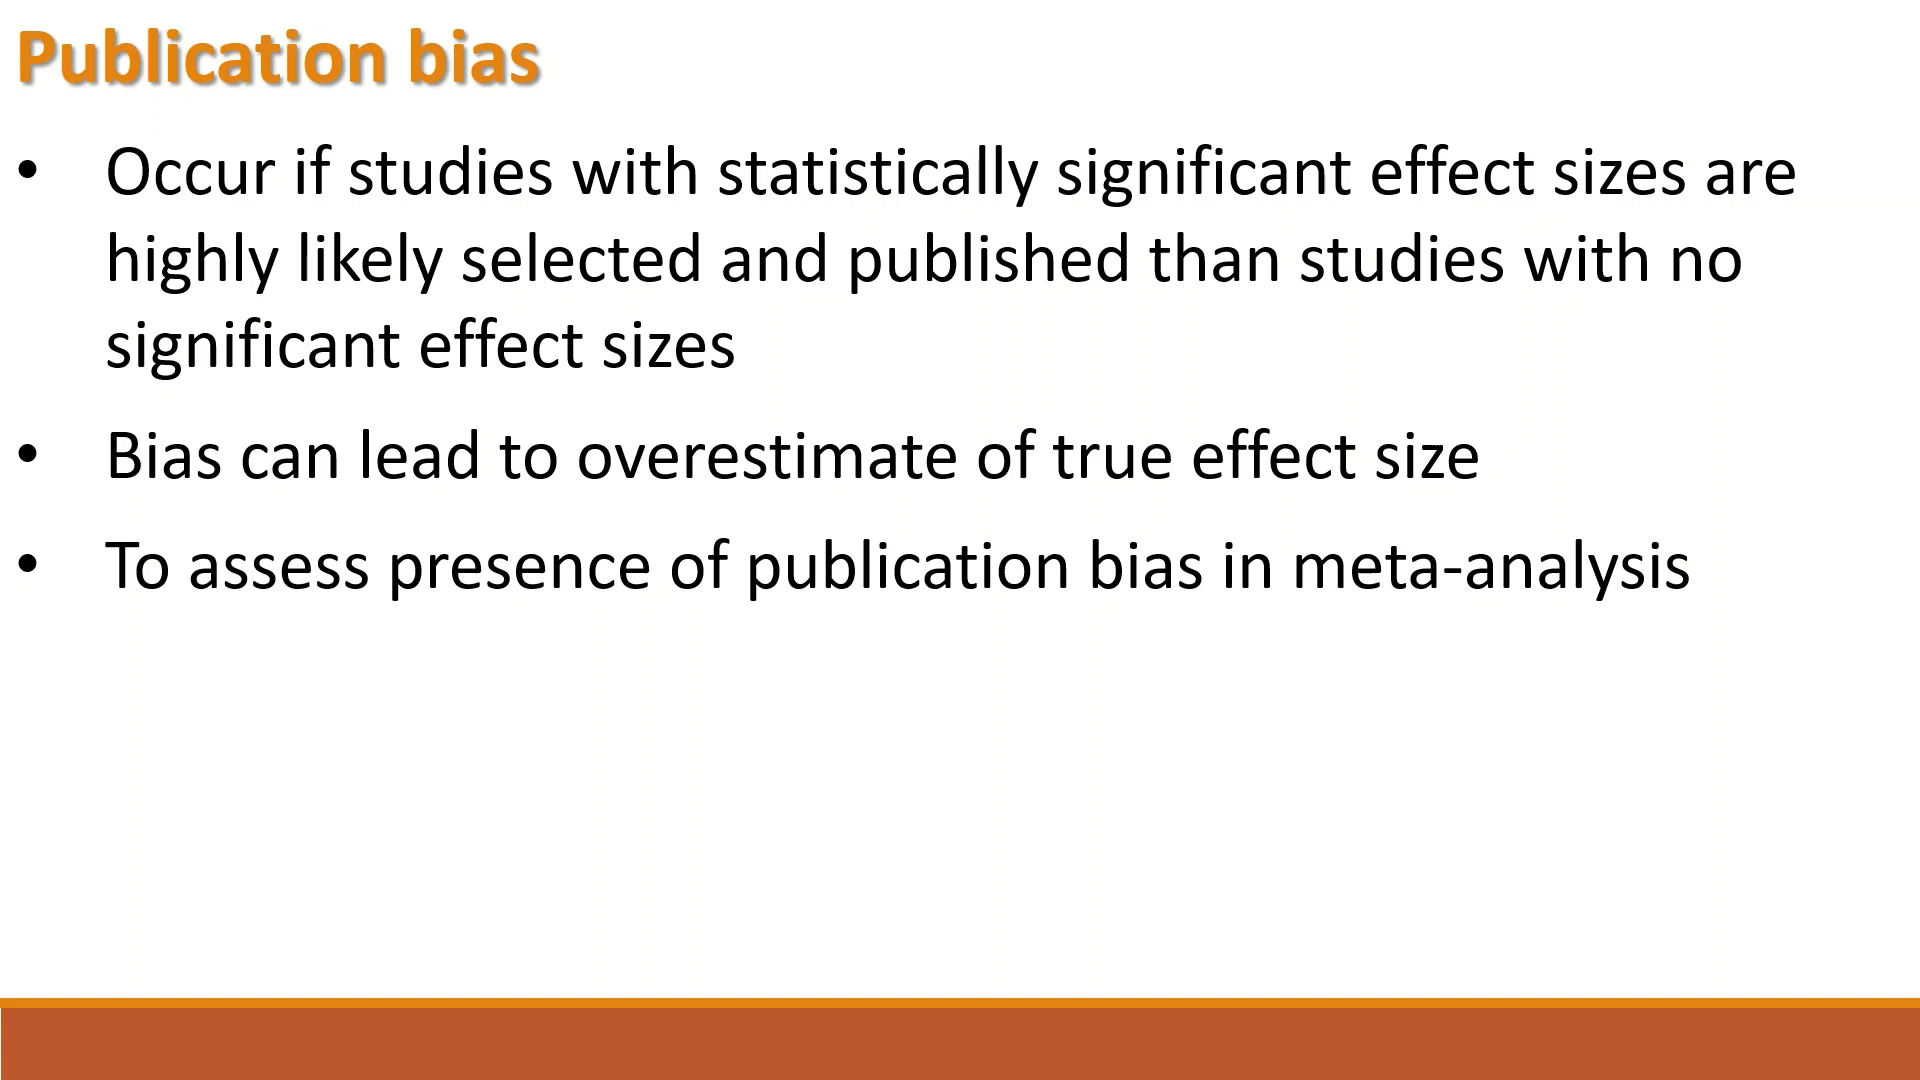 Publication bias
• Occur if studies with statistically significant effect sizes are
highly likely selected and published than studies with no
significant effect sizes
• Bias can lead to overestimate of true effect size
• To assess presence of publication bias in meta-analysis